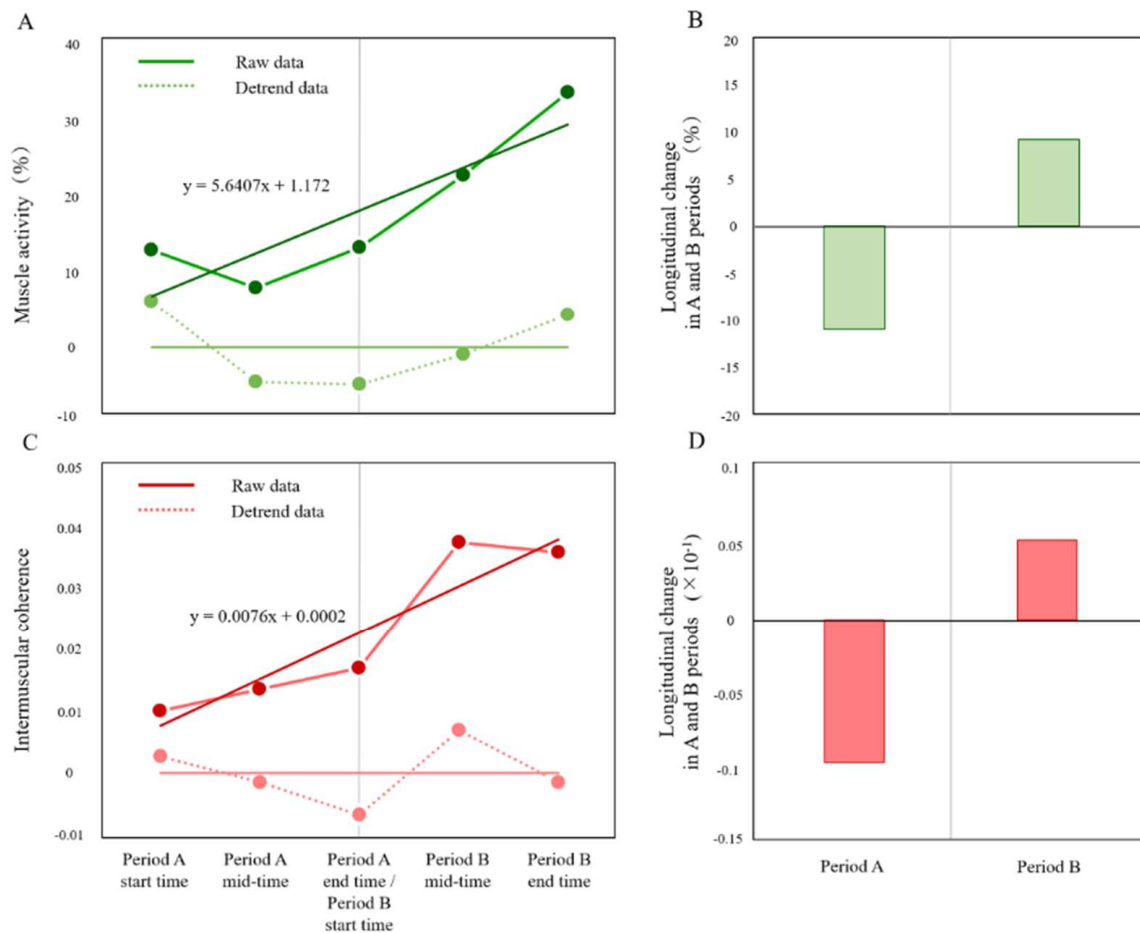 A
40
30
20
10
0
-10
Muscle activity (%)
Raw data
Detrend data
y = 5.6407x + 1.172
B
20
15
10
5
0
-5
-10
-15
-20
Longitudinal change
in A and B periods (%)
C
0.05
0.04
0.03
0.02
0.01
0
-0.01
Intermuscular coherence
Raw data
Detrend data
y = 0.0076x + 0.0002
Period A
start time
Period A
mid-time
Period A
end time /
Period B
start time
Period B
mid-time
Period B
end time
D
0.1
0.05
0
-0.05
-0.1
-0.15
Longitudinal change
in A and B periods (×10⁻¹)
Period A
Period B